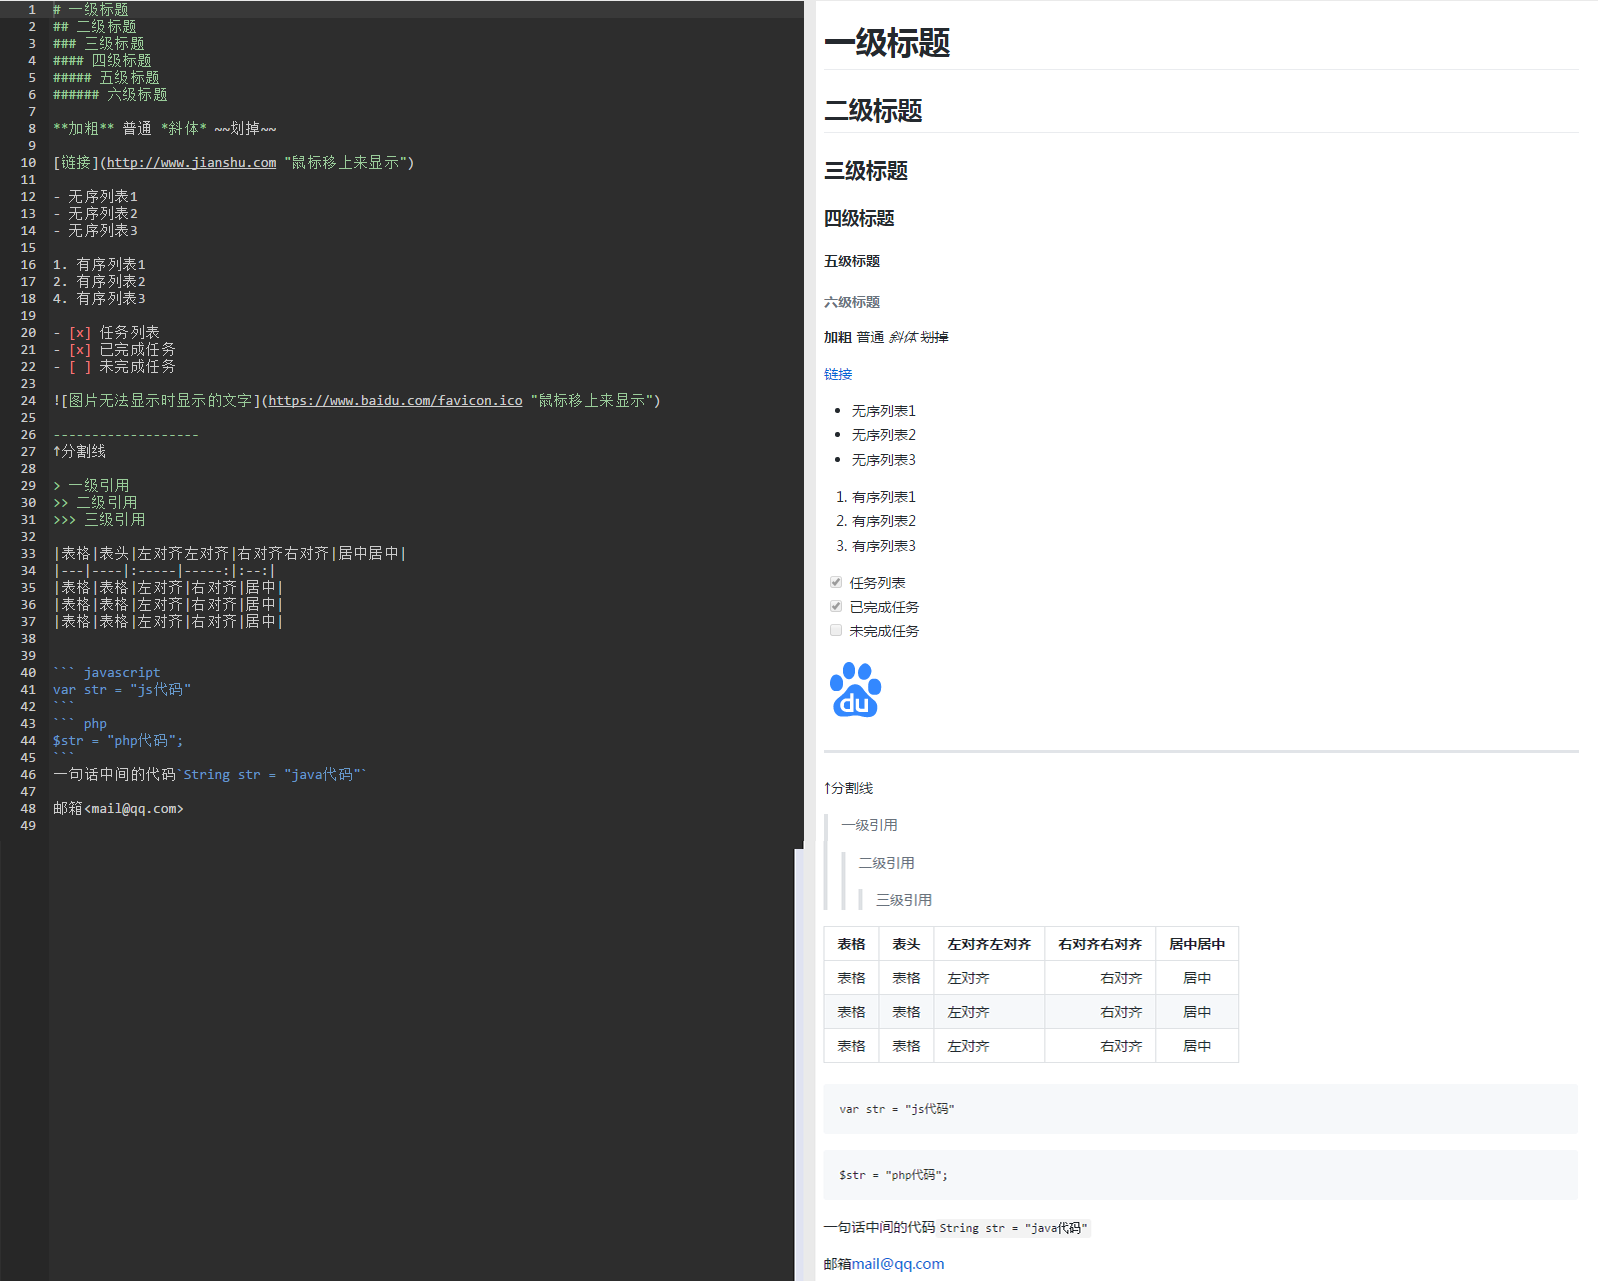 1 # 一级标题
2 ## 二级标题
3 ### 三级标题
4 #### 四级标题
5 ##### 五级标题
6 ###### 六级标题
7
8 **加粗** 普通 *斜体* ~~划掉~~
9
10 [链接](http://www.jianshu.com "鼠标移上来显示")
11
12 - 无序列表1
13 - 无序列表2
14 - 无序列表3
15
16 1. 有序列表1
17 2. 有序列表2
18 4. 有序列表3
19
20 - [x] 任务列表
21 - [x] 已完成任务
22 - [ ] 未完成任务
23
24 ![图片无法显示时显示的文字](https://www.baidu.com/favicon.ico "鼠标移上来显示")
25
26 -------------------
27 ↑分割线
28
29 > 一级引用
30 >> 二级引用
31 >>> 三级引用
32
33 |表格|表头|左对齐左对齐|右对齐右对齐|居中居中|
34 |---|----|:-----|-----:|:--:|
35 |表格|表格|左对齐|右对齐|居中|
36 |表格|表格|左对齐|右对齐|居中|
37 |表格|表格|左对齐|右对齐|居中|
38
39
40 ``` javascript
41 var str = "js代码"
42 ```
43 ``` php
44 $str = "php代码";
45 ```
46 一句话中间的代码`String str = "java代码"`
47
48 邮箱<mail@qq.com>
49
一级标题
二级标题
三级标题
四级标题
五级标题
六级标题
加粗 普通 斜体 划掉
链接
• 无序列表1
• 无序列表2
• 无序列表3
1. 有序列表1
2. 有序列表2
3. 有序列表3
任务列表
已完成任务
未完成任务
du
↑分割线
一级引用
二级引用
三级引用
表格 表头 左对齐左对齐 右对齐右对齐 居中居中
表格 表格 左对齐 右对齐 居中
表格 表格 左对齐 右对齐 居中
表格 表格 左对齐 右对齐 居中
var str = "js代码"
$str = "php代码";
一句话中间的代码 String str = "java代码"
邮箱mail@qq.com